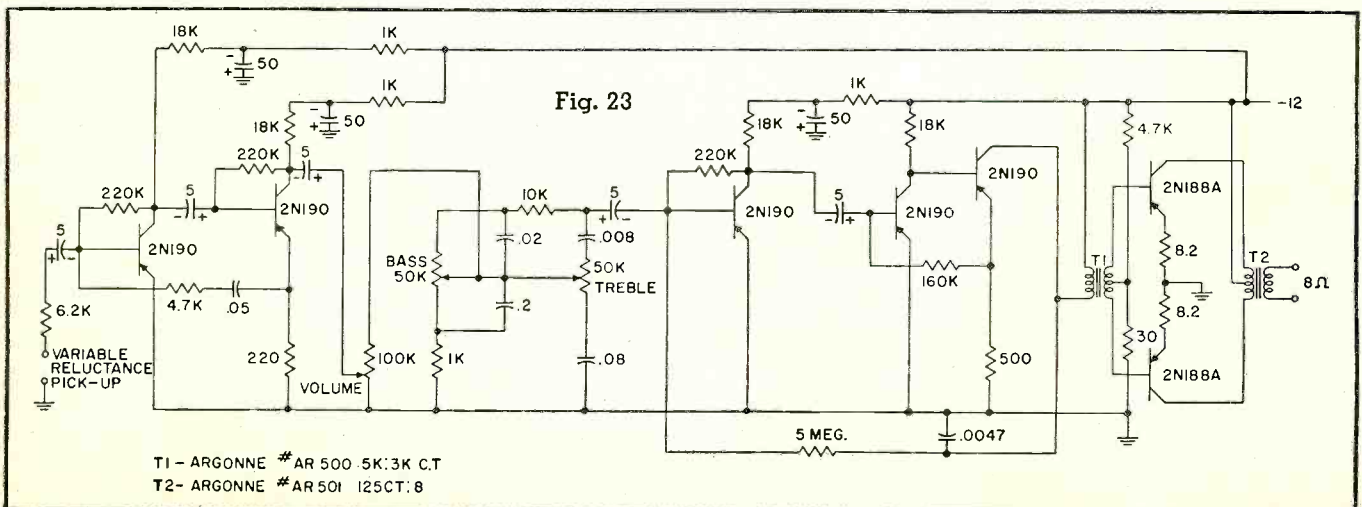 Fig. 23
18K
1K
50
1K
18K
50
220K
5
220K
5
2N190
5
2N190
6.2K
4.7K
.05
220
VARIABLE
RELUCTANCE
PICK-UP
VOLUME
100K
BASS
50K
10K
.02
.2
1K
5
.008
50K
TREBLE
.08
18K
50
1K
220K
2N190
5
18K
2N190
2N190
160K
500
5 MEG.
.0047
-12
4.7K
T1
30
2N188A
8.2
8.2
2N188A
T2
8Ω
T1- ARGONNE #AR 500 5K:3K C.T
T2- ARGONNE #AR 501 125CT:8